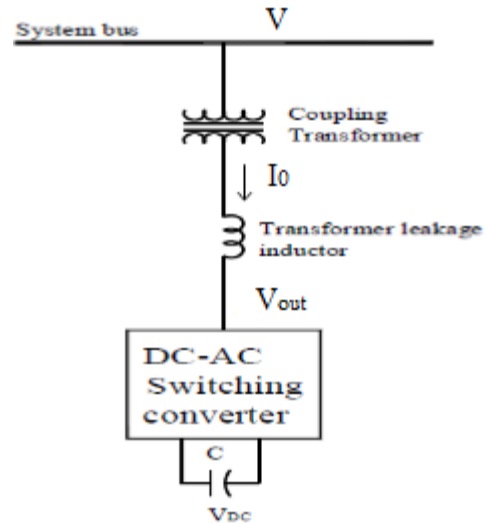 System bus
V
Coupling
Transformer
I0
Transformer leakage
inductor
Vout
DC-AC
Switching
converter
C
VDC